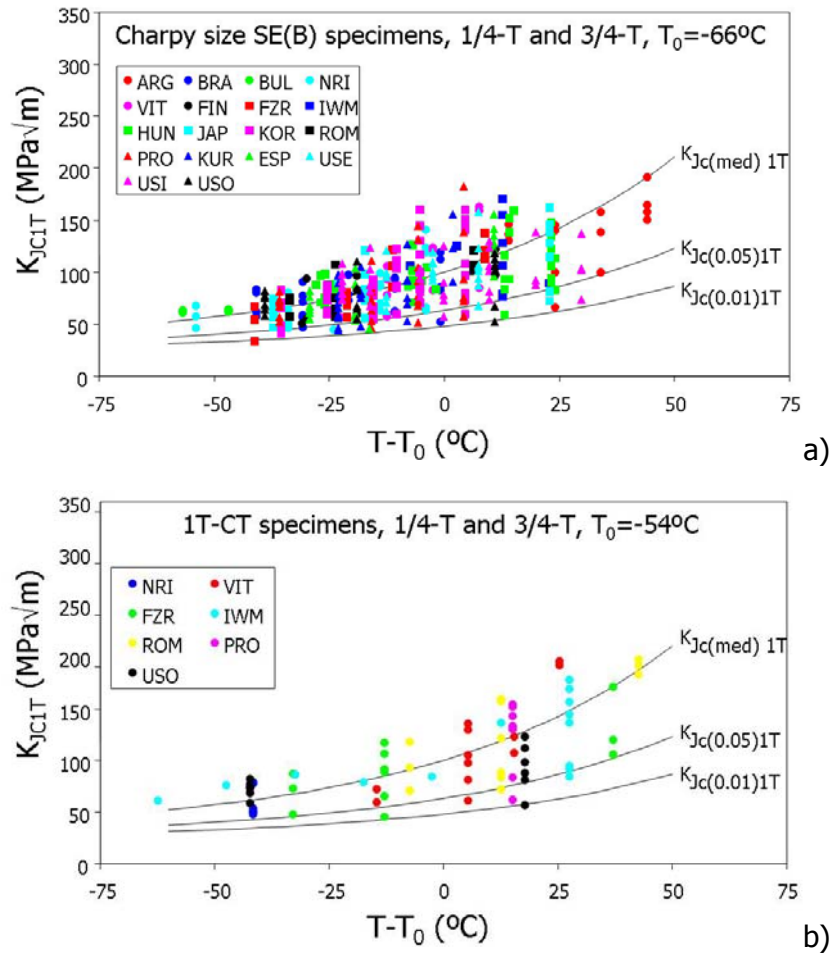 Charpy size SE(B) specimens, 1/4-T and 3/4-T, T0=-66ºC
350
300
250
200
150
100
50
0
KJC1T (MPa√m)
ARG BRA BUL NRI
VIT FIN FZR IWM
HUN JAP KOR ROM
PRO KUR ESP USE
USI USO
KJc(med) 1T
KJc(0.05)1T
KJc(0.01)1T
-75 -50 -25 0 25 50 75
T-T0 (ºC)
a)
1T-CT specimens, 1/4-T and 3/4-T, T0=-54ºC
350
300
250
200
150
100
50
0
KJC1T (MPa√m)
NRI VIT
FZR IWM
ROM PRO
USO
KJc(med) 1T
KJc(0.05)1T
KJc(0.01)1T
-75 -50 -25 0 25 50 75
T-T0 (ºC)
b)